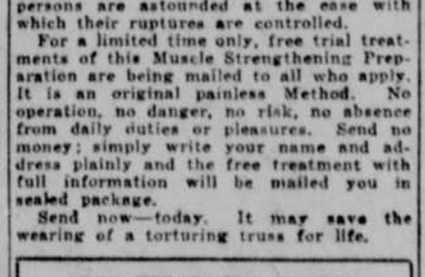 persons are astounded at the ease with
which their ruptures are controlled.
For a limited time only, free trial treat-
ments of this Muscle Strengthening Prep-
aration are being mailed to all who apply.
It is an original painless Method. No
operation, no danger, no risk, no absence
from daily duties or pleasures. Send no
money; simply write your name and ad-
dress plainly and the free treatment with
full information will be mailed you in
sealed package.
Send now—today. It may save the
wearing of a torturing truss for life.